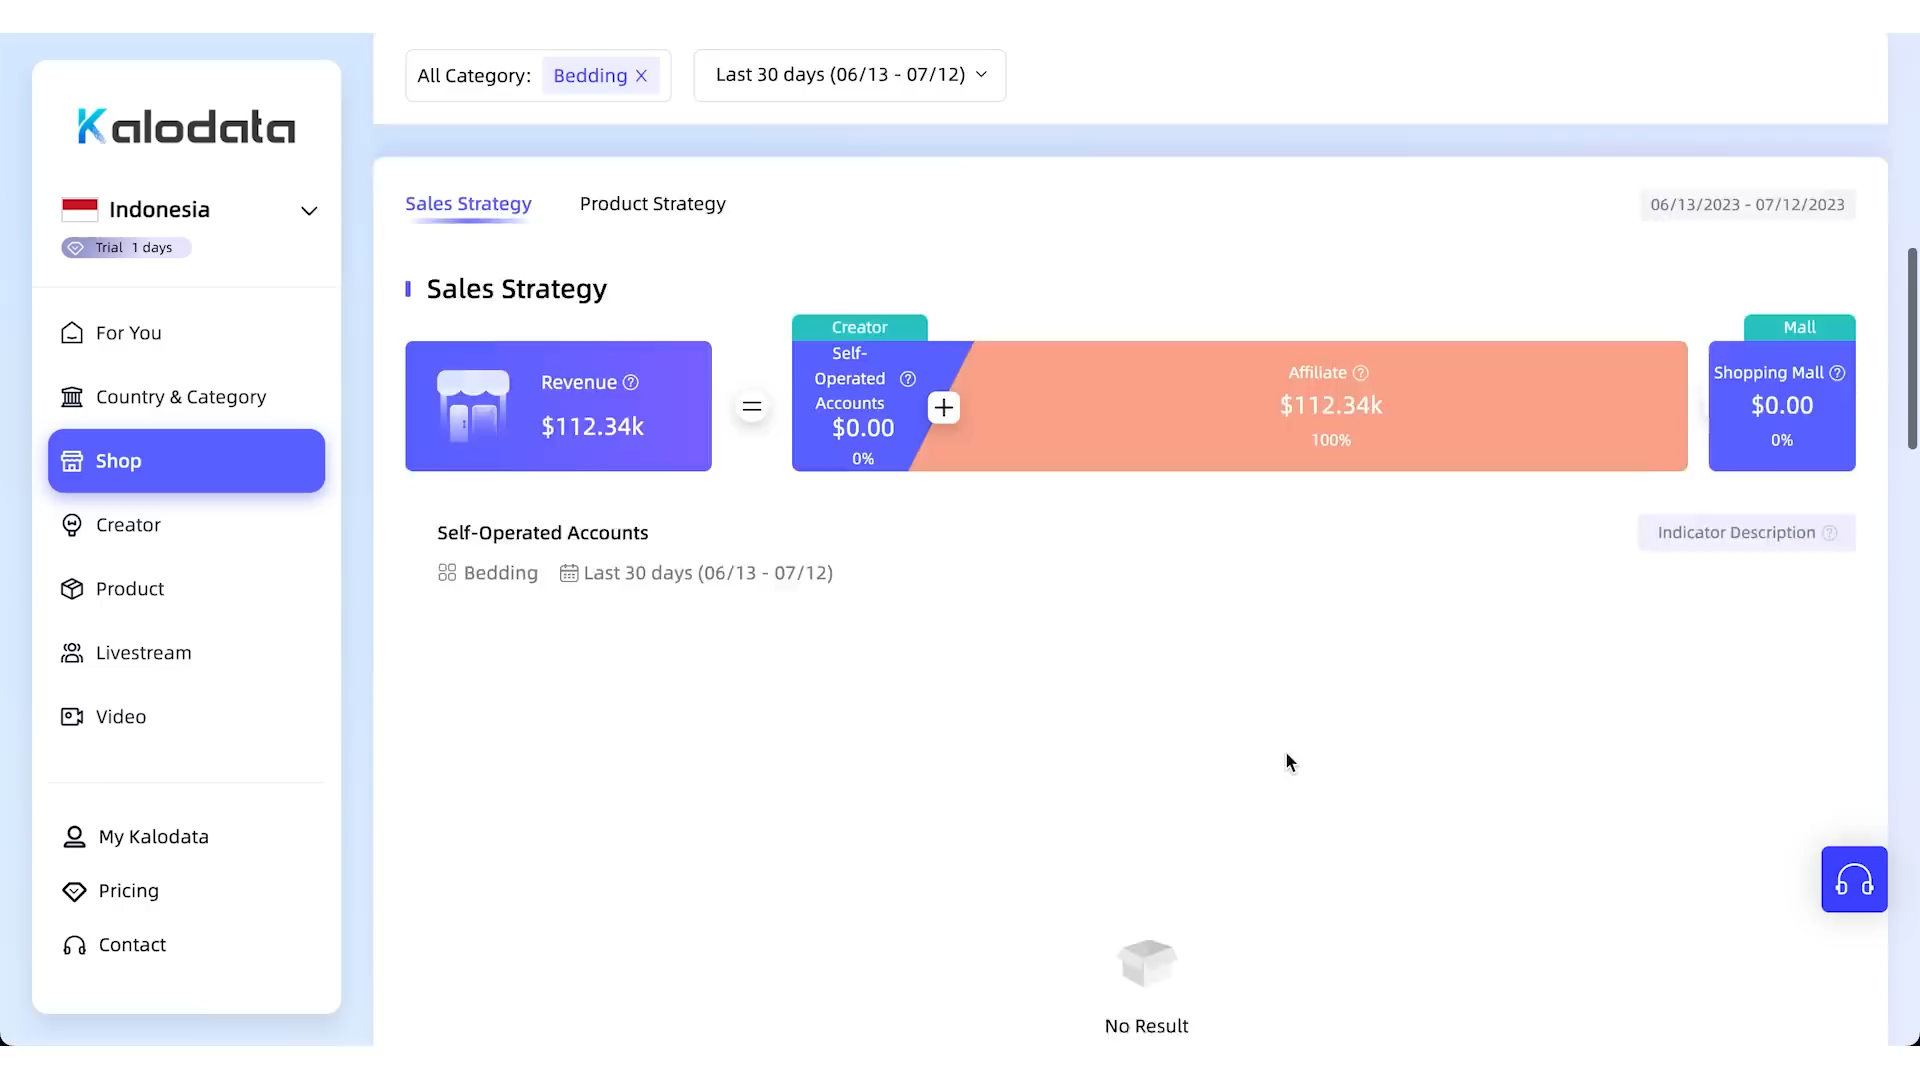 All Category: Bedding X
Last 30 days (06/13 - 07/12)
Kalodata
Indonesia
Trial 1 days
For You
Country & Category
Shop
Creator
Product
Livestream
Video
My Kalodata
Pricing
Contact
Sales Strategy
Product Strategy
06/13/2023 - 07/12/2023
Sales Strategy
Revenue ?
$112.34k
=
Creator
Self-
Operated ?
Accounts
$0.00
0%
+
Affiliate ?
$112.34k
100%
Mall
Shopping Mall ?
$0.00
0%
Self-Operated Accounts
Indicator Description ?
Bedding
Last 30 days (06/13 - 07/12)
No Result